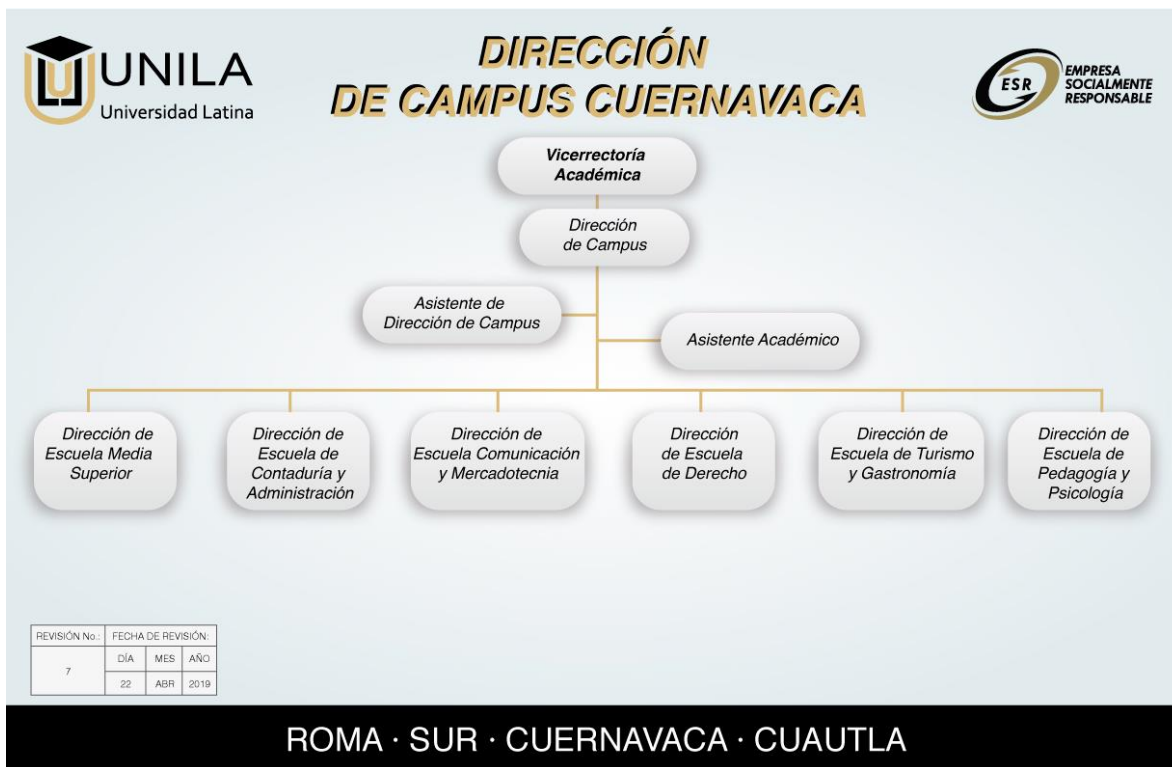 UNILA
Universidad Latina
DIRECCIÓN
DE CAMPUS CUERNAVACA
ESR
EMPRESA
SOCIALMENTE
RESPONSABLE
Vicerrectoría
Académica
Dirección
de Campus
Asistente de
Dirección de Campus
Asistente Académico
Dirección de
Escuela Media
Superior
Dirección de
Escuela de
Contaduría y
Administración
Dirección de
Escuela Comunicación
y Mercadotecnia
Dirección
de Escuela
de Derecho
Dirección de
Escuela de Turismo
y Gastronomía
Dirección de
Escuela de
Pedagogía y
Psicología
REVISIÓN No.: FECHA DE REVISIÓN:
DÍA MES AÑO
7
22 ABR 2019
ROMA · SUR · CUERNAVACA · CUAUTLA